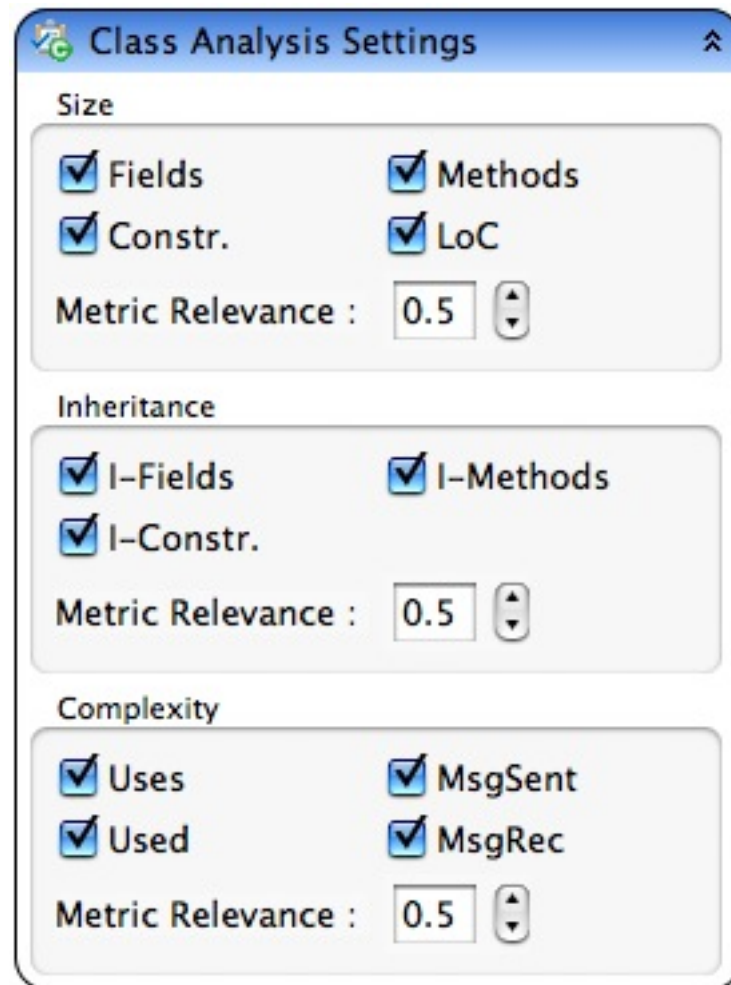 Class Analysis Settings
Size
Fields Methods
Constr. LoC
Metric Relevance : 0.5
Inheritance
I-Fields I-Methods
I-Constr.
Metric Relevance : 0.5
Complexity
Uses MsgSent
Used MsgRec
Metric Relevance : 0.5